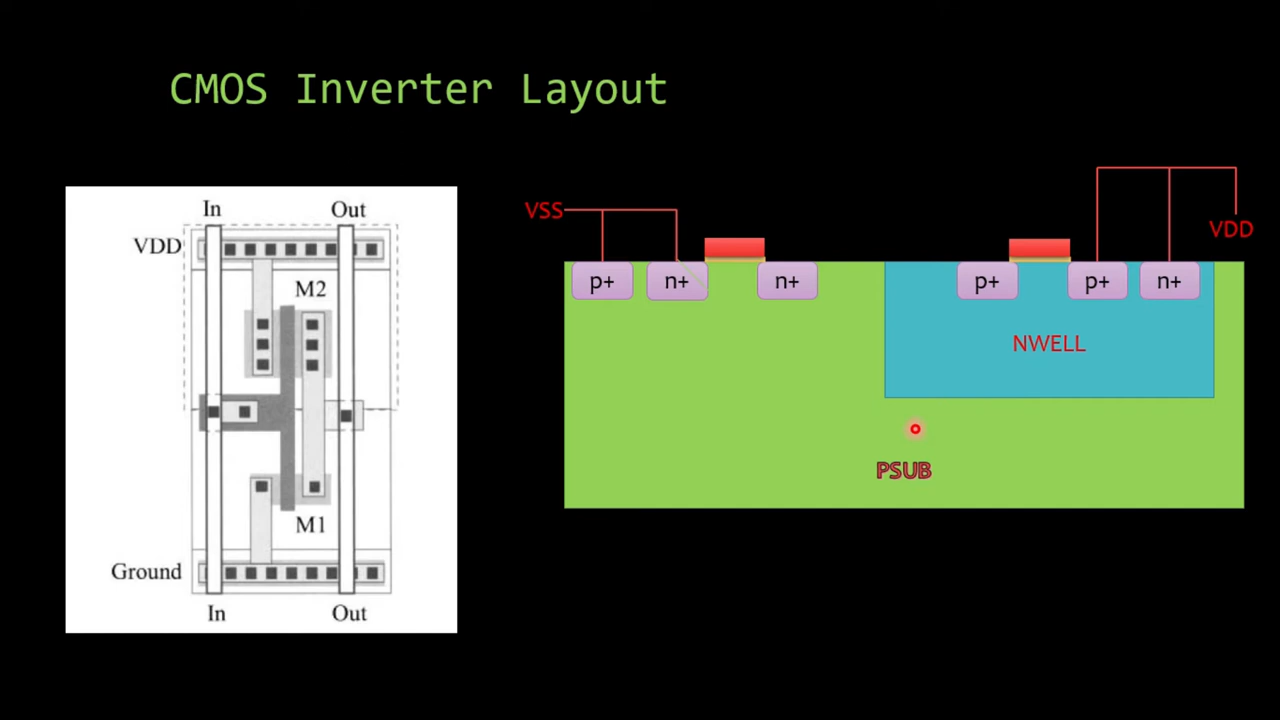 CMOS Inverter Layout
In Out
VDD
M2
M1
Ground
In Out
VSS
VDD
p+ n+ n+ p+ p+ n+
NWELL
PSUB